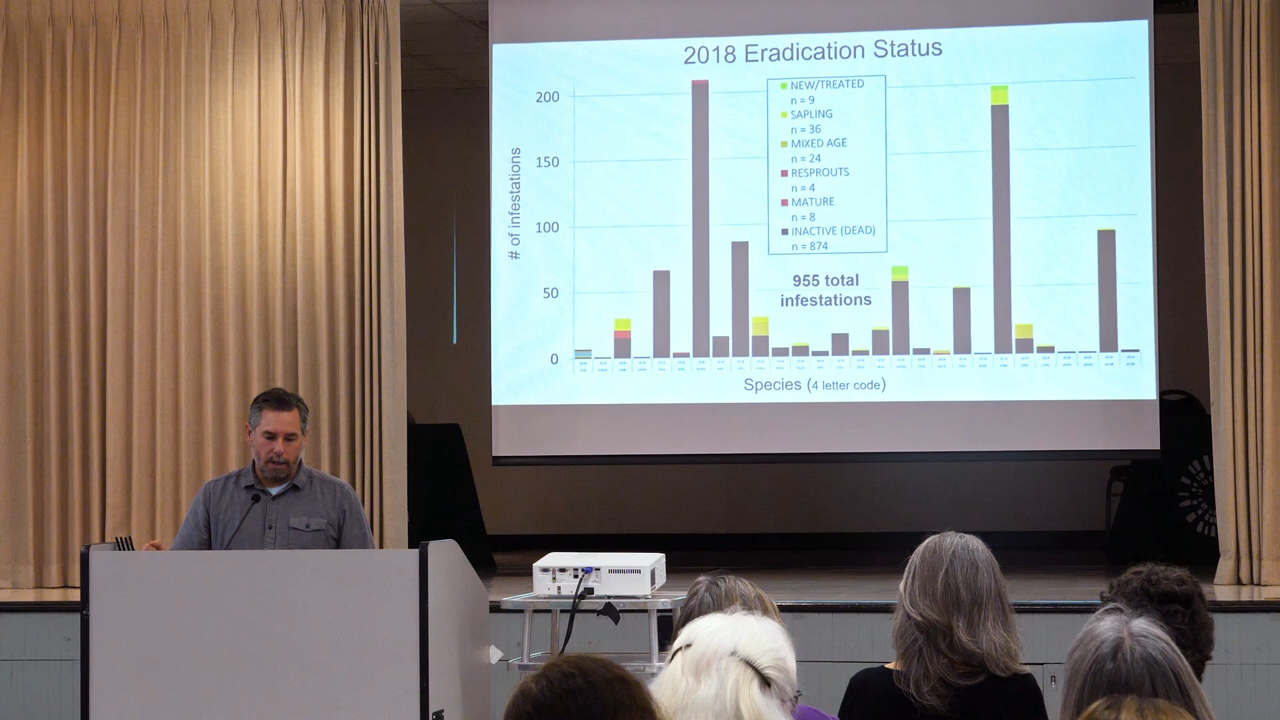 2018 Eradication Status
200
150
100
50
0
# of infestations
NEW/TREATED
n = 9
SAPLING
n = 36
MIXED AGE
n = 24
RESPROUTS
n = 4
MATURE
n = 8
INACTIVE (DEAD)
n = 874
955 total
infestations
Species (4 letter code)